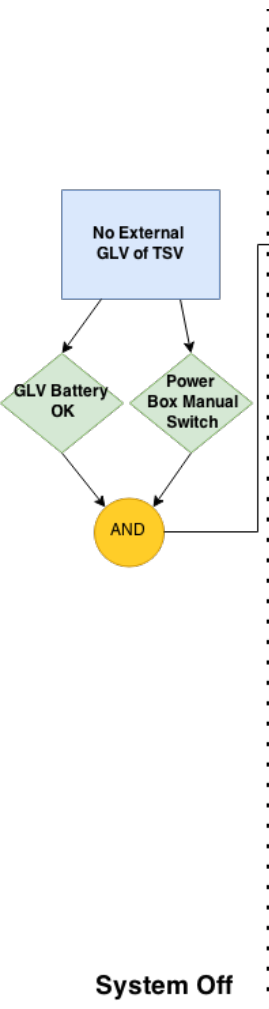 No External
GLV of TSV
GLV Battery
OK
Power
Box Manual
Switch
AND
System Off